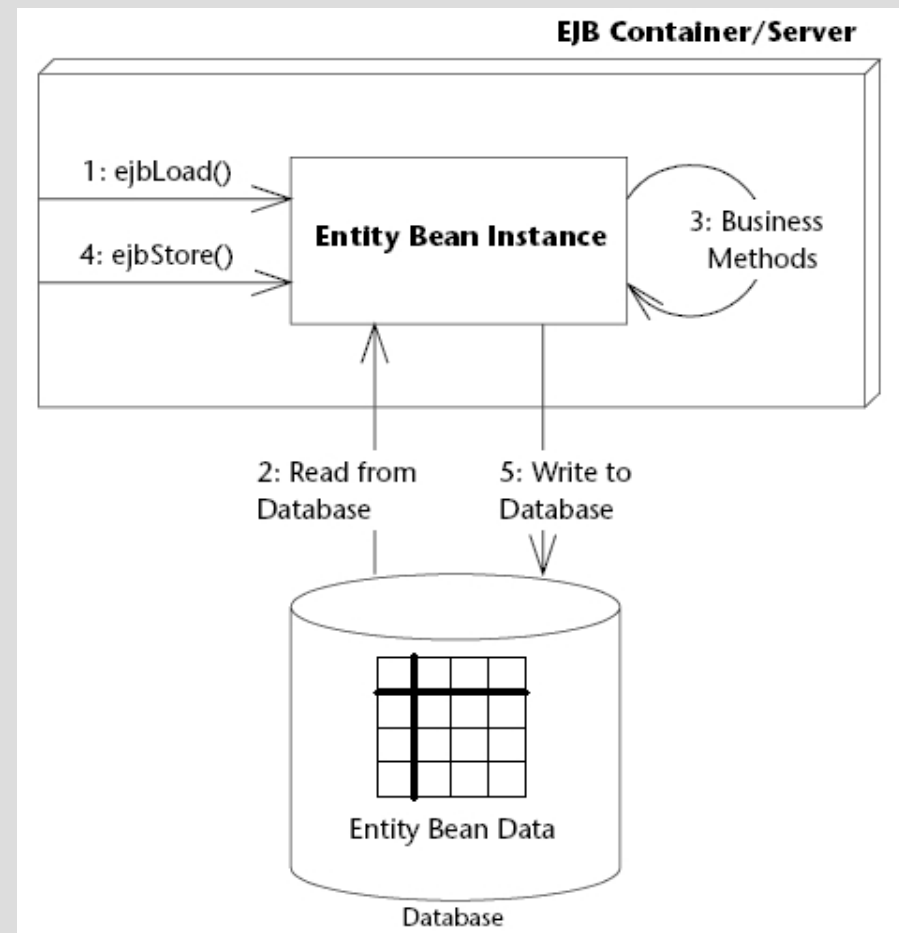 EJB Container/Server
1: ejbLoad()
4: ejbStore()
Entity Bean Instance
3: Business
Methods
2: Read from
Database
5: Write to
Database
Entity Bean Data
Database